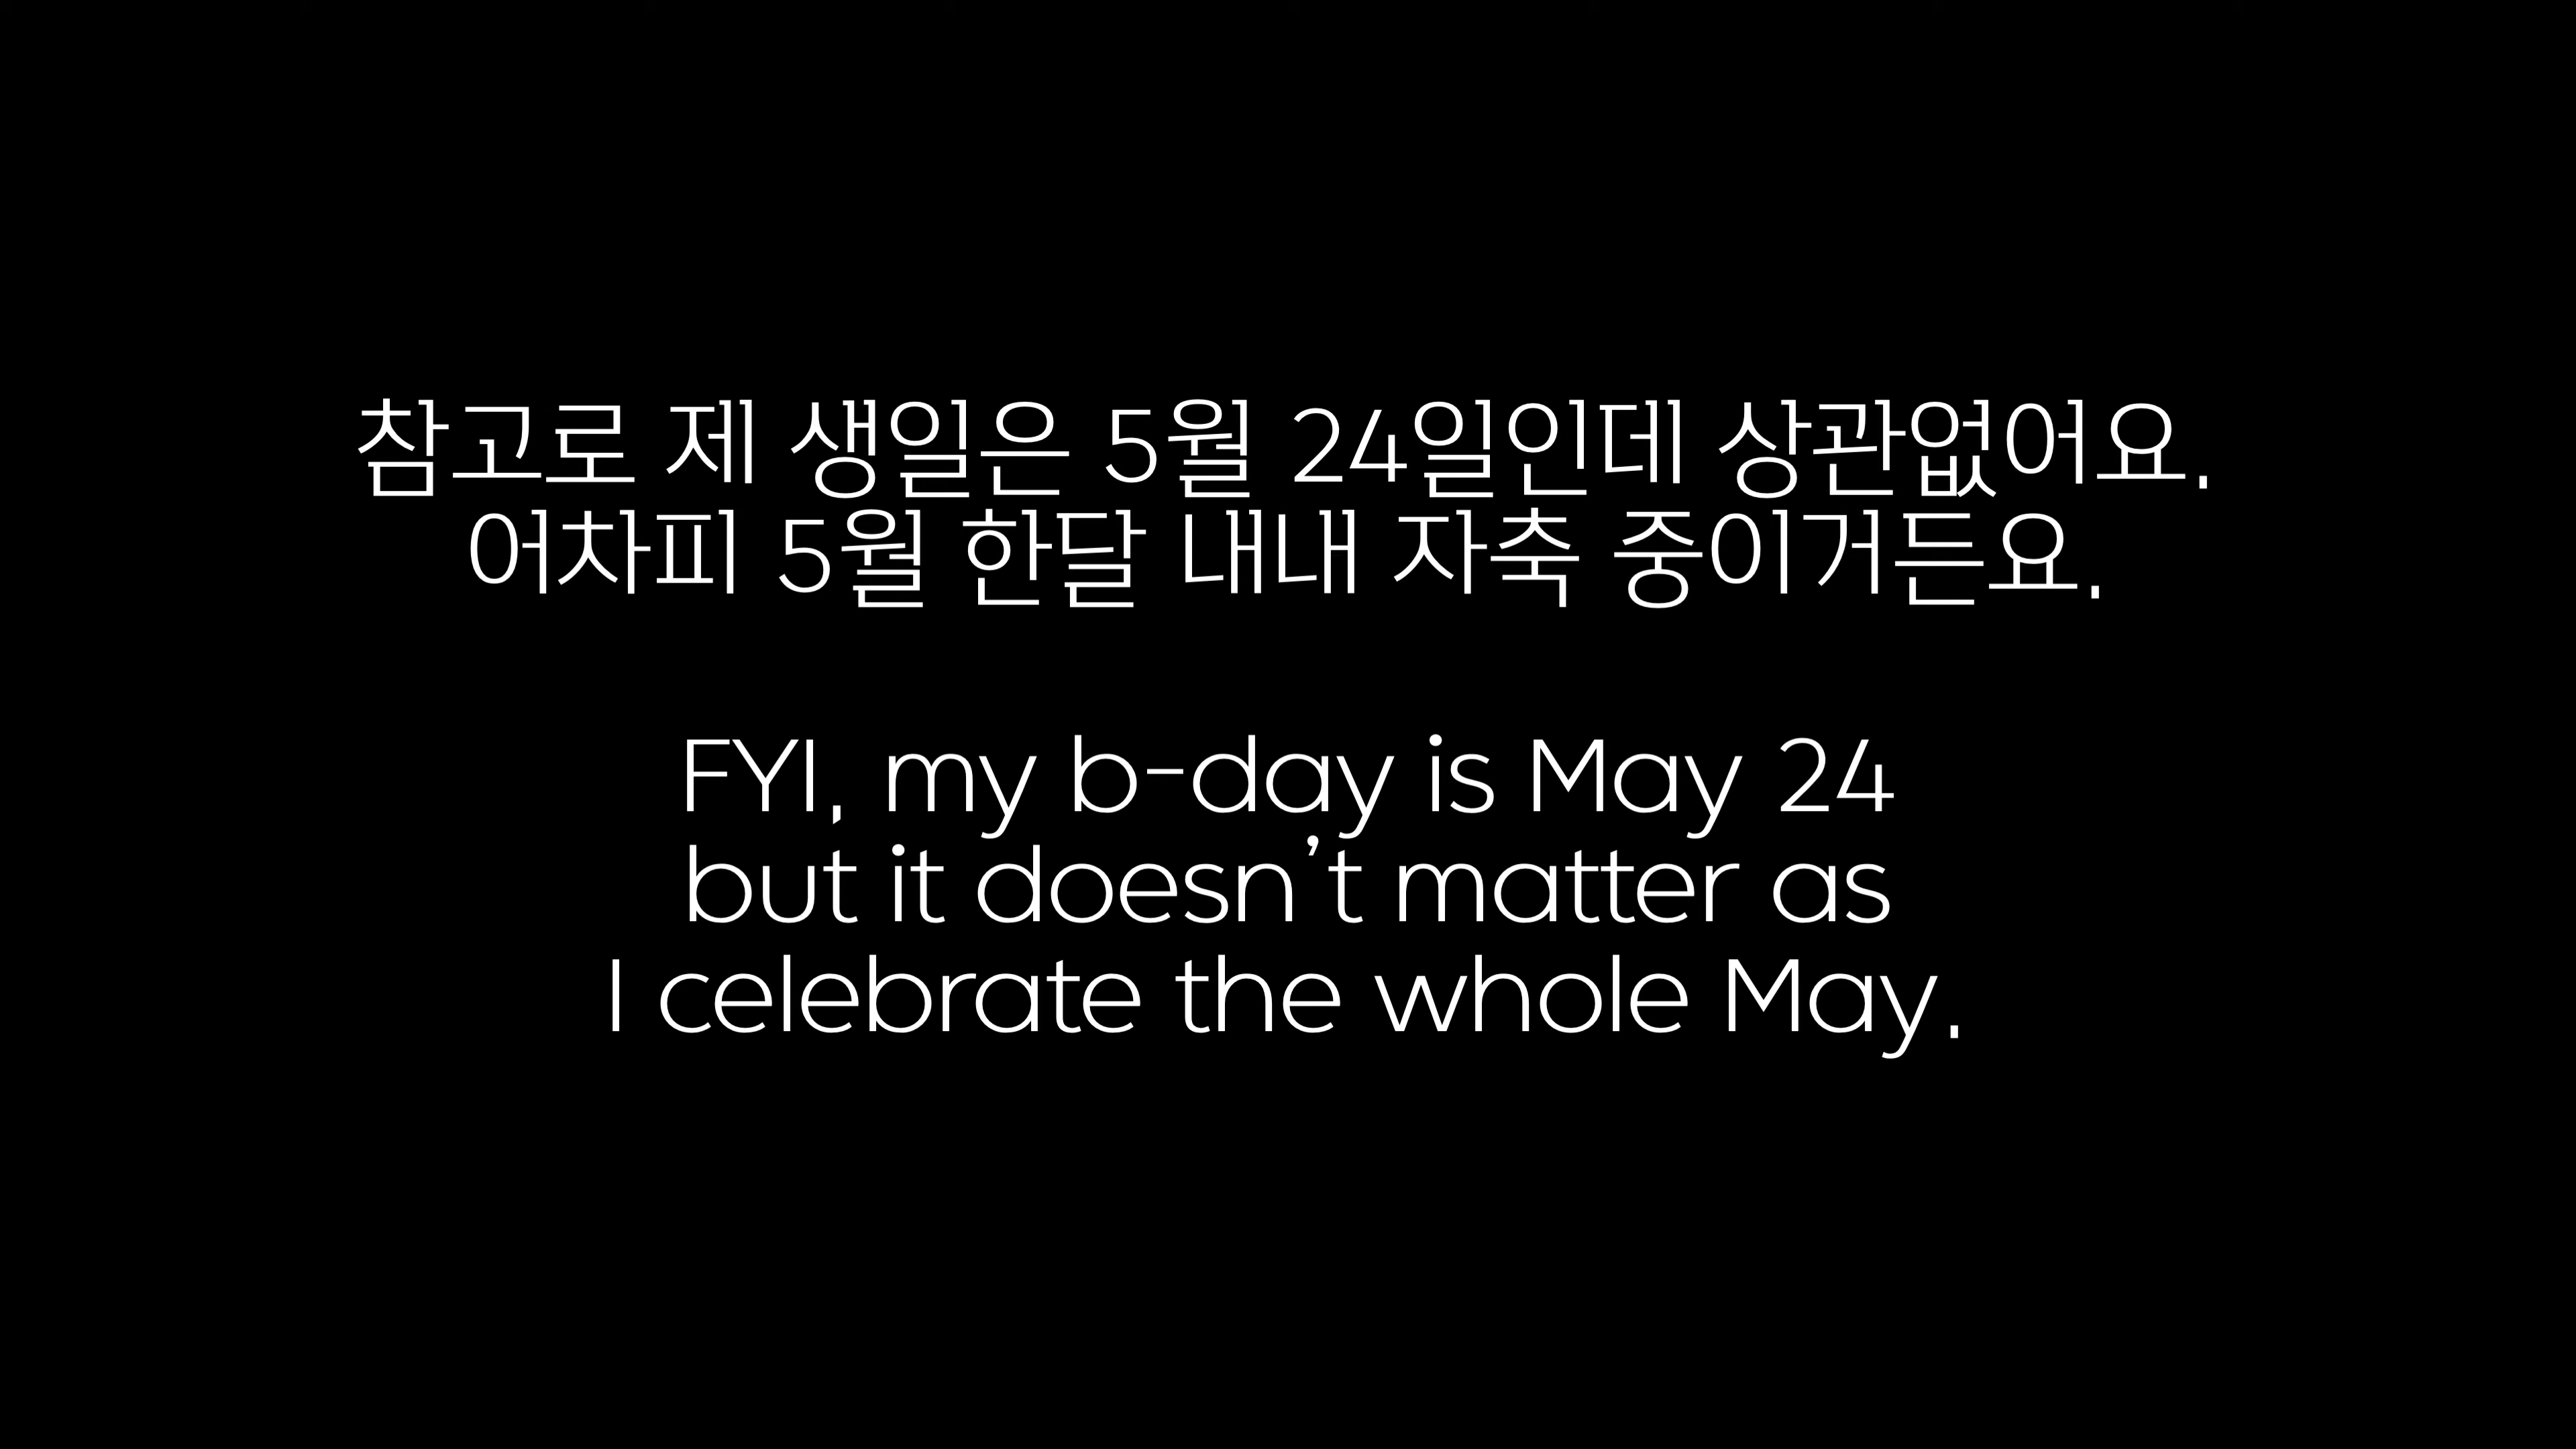 참고로 제 생일은 5월 24일인데 상관없어요.
어차피 5월 한달 내내 자축 중이거든요.
FYI, my b-day is May 24
but it doesn’t matter as
I celebrate the whole May.